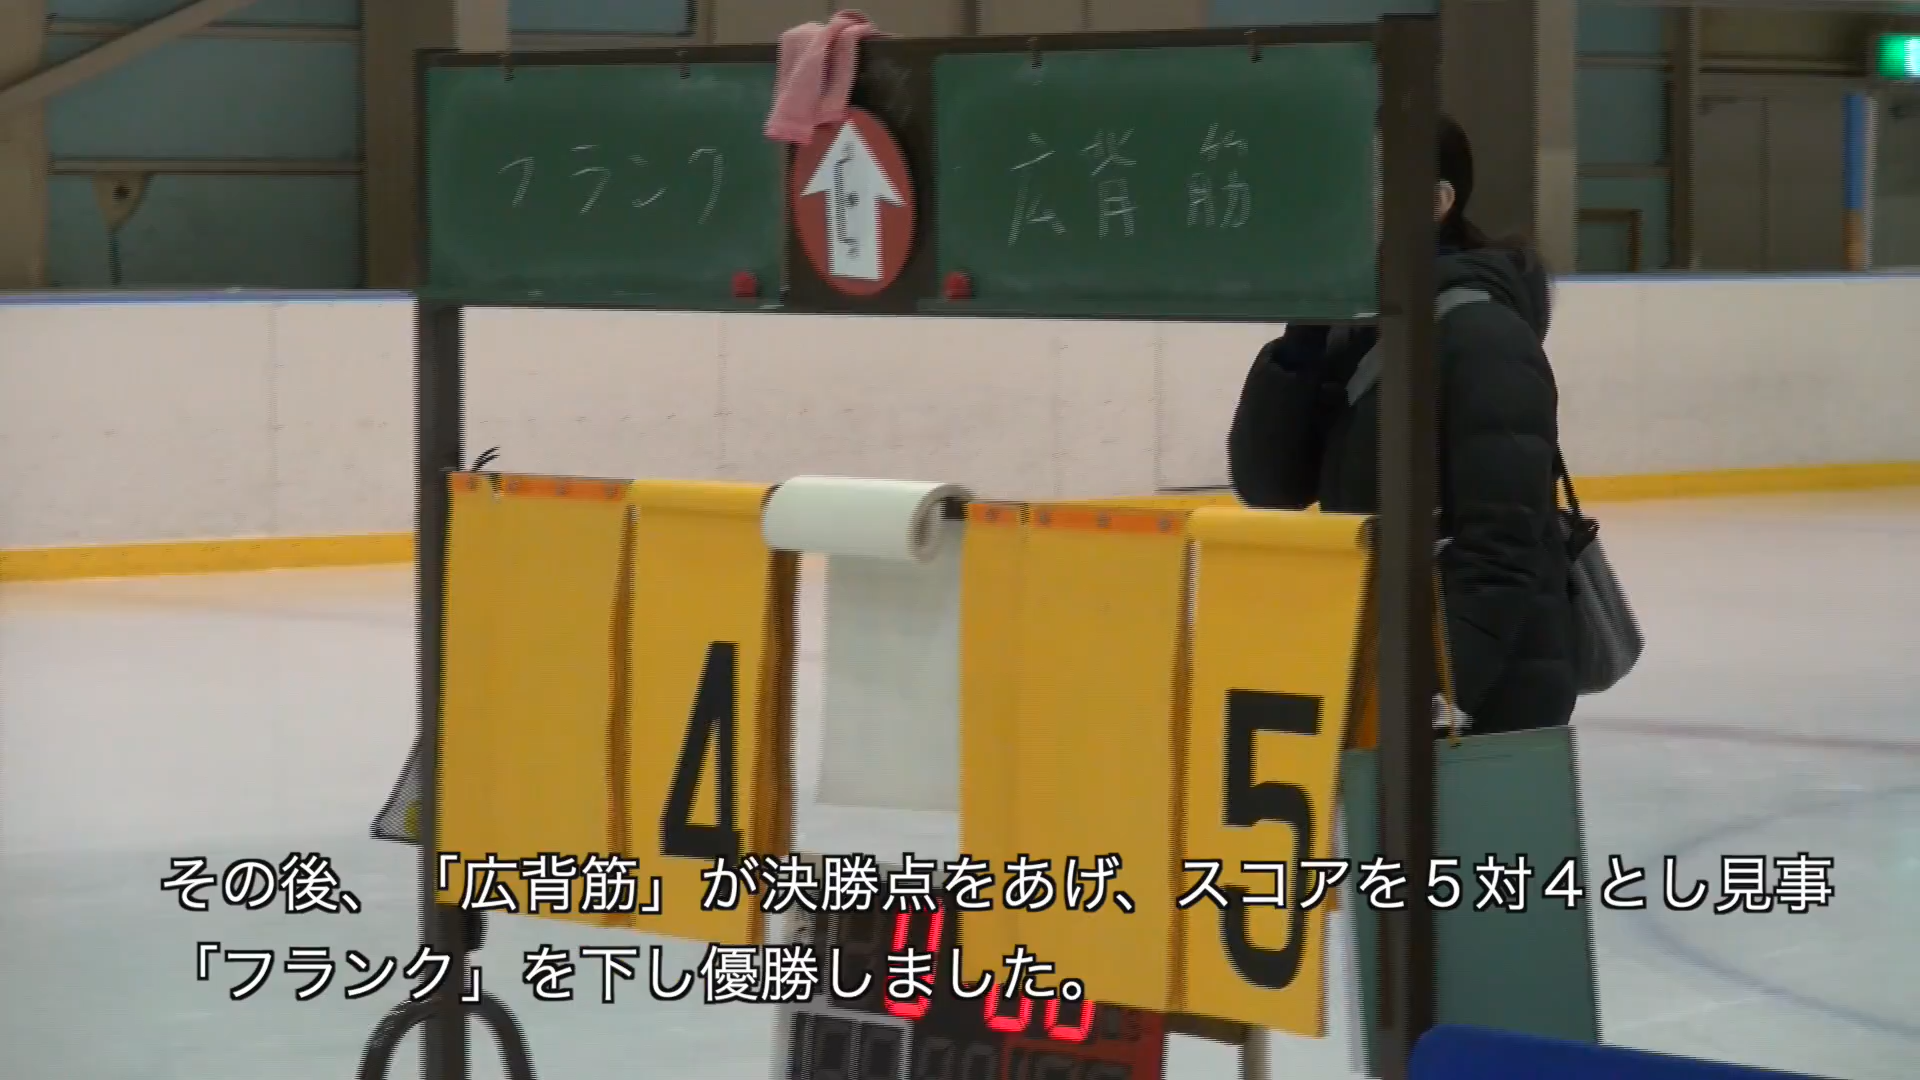 フランク
広背筋
4
5
その後、「広背筋」が決勝点をあげ、スコアを５対４とし見事
「フランク」を下し優勝しました。